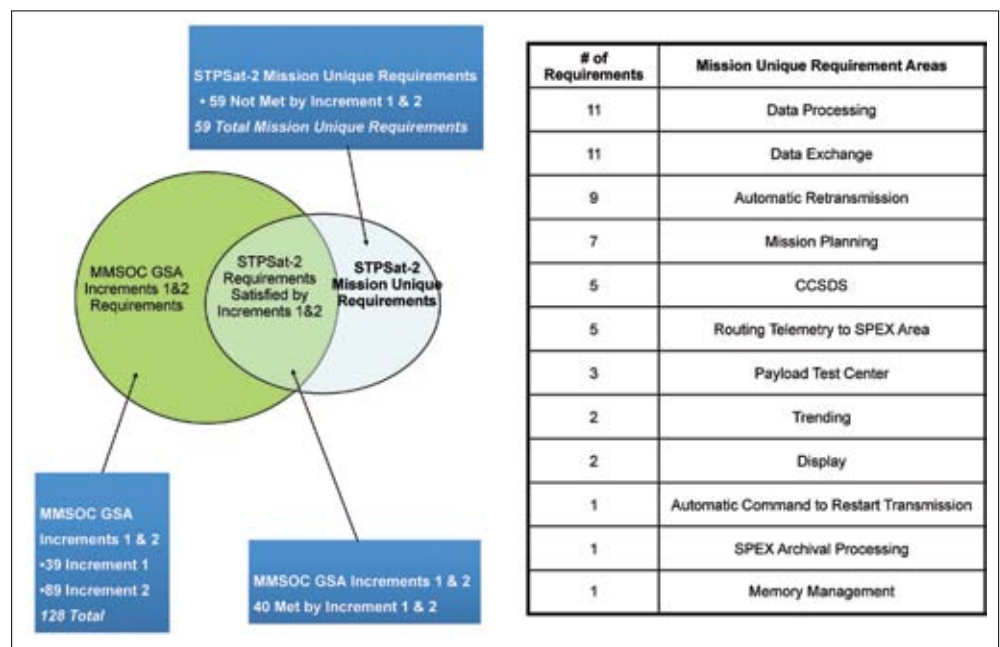 STPSat-2 Mission Unique Requirements
• 59 Not Met by Increment 1 & 2
59 Total Mission Unique Requirements
MMSOC GSA
Increments 1&2
Requirements
STPSat-2
Requirements
Satisfied by
Increments 1&2
STPSat-2
Mission Unique
Requirements
MMSOC GSA
Increments 1 & 2
•39 Increment 1
•89 Increment 2
128 Total
MMSOC GSA Increments 1 & 2
40 Met by Increment 1 & 2
# of
Requirements
Mission Unique Requirement Areas
11 Data Processing
11 Data Exchange
9 Automatic Retransmission
7 Mission Planning
5 CCSDS
5 Routing Telemetry to SPEX Area
3 Payload Test Center
2 Trending
2 Display
1 Automatic Command to Restart Transmission
1 SPEX Archival Processing
1 Memory Management